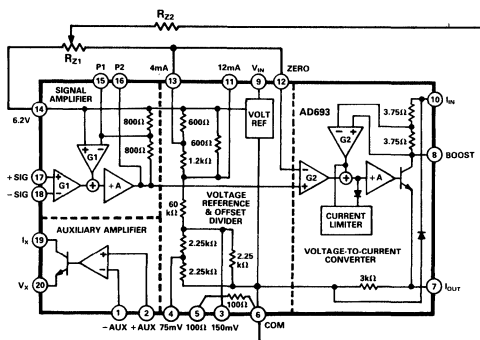 RZ2
RZ1
P1 P2 4mA 12mA VIN ZERO
15 16 13 11 9 12
SIGNAL
AMPLIFIER
AD693
14
6.2V
800Ω
800Ω
600Ω
600Ω
1.2kΩ
VOLT
REF
3.75Ω
3.75Ω
10 IIN
8 BOOST
G1
G2
+SIG 17
−SIG 18
G1 + +A
G2 + +A
60
kΩ
VOLTAGE
REFERENCE
& OFFSET
DIVIDER
CURRENT
LIMITER
AUXILIARY AMPLIFIER
IX 19
VX 20
2.25kΩ
2.25kΩ
2.25
kΩ
VOLTAGE-TO-CURRENT
CONVERTER
3kΩ
7 IOUT
100Ω
1 2 4 5 3 6
−AUX +AUX 75mV 100Ω 150mV COM